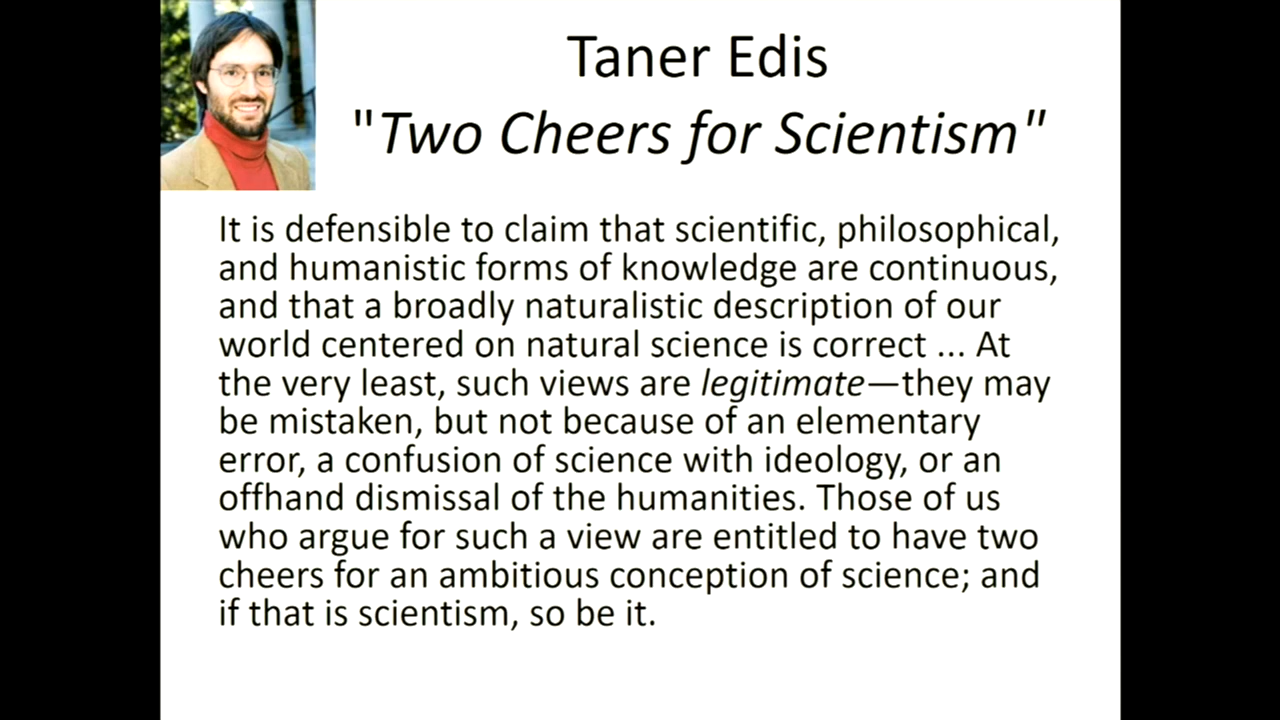 Taner Edis
"Two Cheers for Scientism"
It is defensible to claim that scientific, philosophical,
and humanistic forms of knowledge are continuous,
and that a broadly naturalistic description of our
world centered on natural science is correct ... At
the very least, such views are legitimate—they may
be mistaken, but not because of an elementary
error, a confusion of science with ideology, or an
offhand dismissal of the humanities. Those of us
who argue for such a view are entitled to have two
cheers for an ambitious conception of science; and
if that is scientism, so be it.